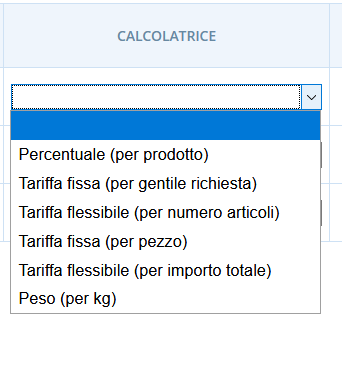 CALCOLATRICE
Percentuale (per prodotto)
Tariffa fissa (per gentile richiesta)
Tariffa flessibile (per numero articoli)
Tariffa fissa (per pezzo)
Tariffa flessibile (per importo totale)
Peso (per kg)